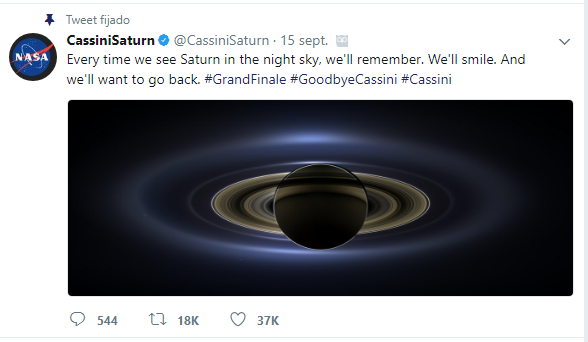 Tweet fijado
NASA
CassiniSaturn @CassiniSaturn · 15 sept.
Every time we see Saturn in the night sky, we'll remember. We'll smile. And
we'll want to go back. #GrandFinale #GoodbyeCassini #Cassini
544 18K 37K